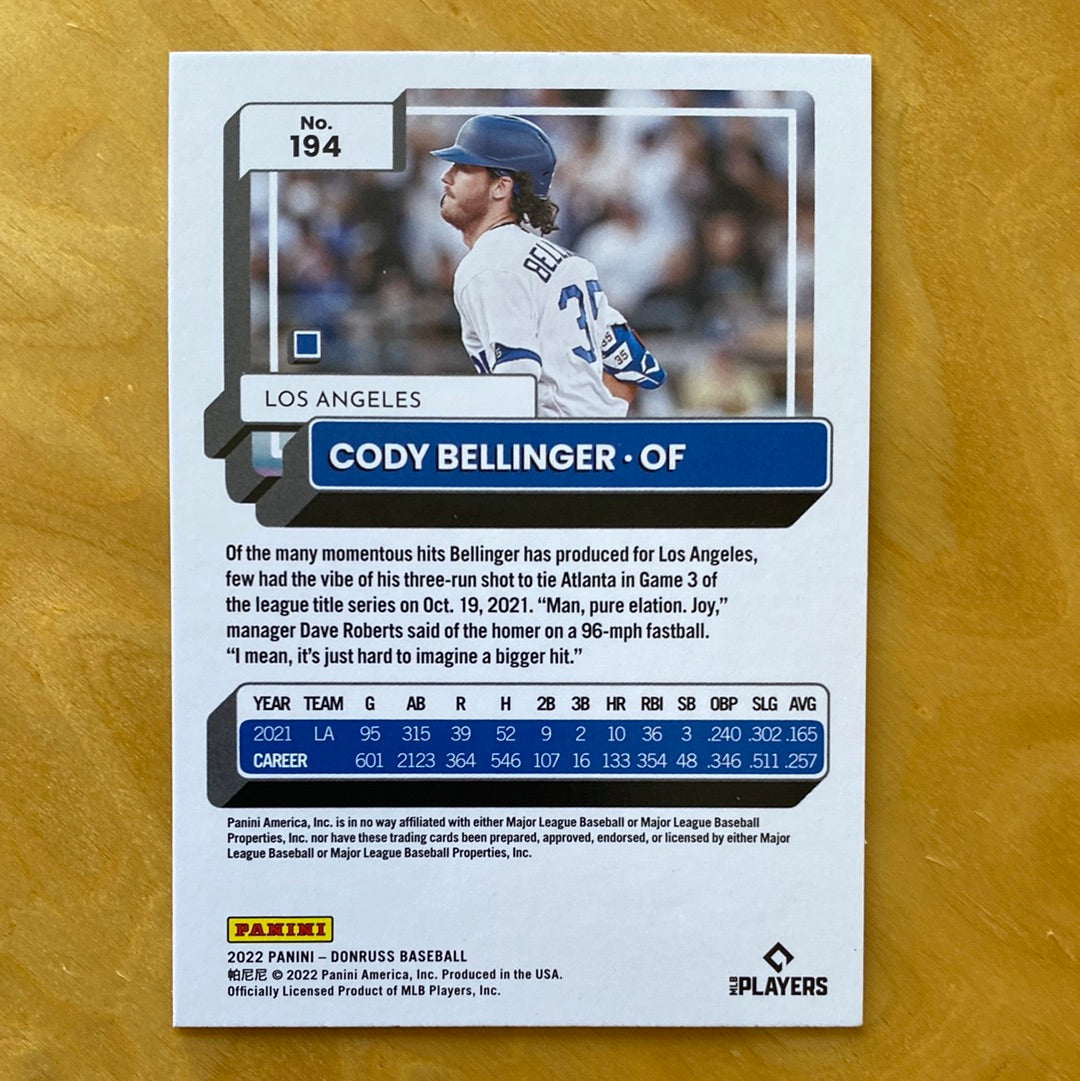 No.
194
BELL
35
35
35
LOS ANGELES
CODY BELLINGER · OF
Of the many momentous hits Bellinger has produced for Los Angeles,
few had the vibe of his three-run shot to tie Atlanta in Game 3 of
the league title series on Oct. 19, 2021. “Man, pure elation. Joy,”
manager Dave Roberts said of the homer on a 96-mph fastball.
“I mean, it’s just hard to imagine a bigger hit.”
YEAR TEAM G AB R H 2B 3B HR RBI SB OBP SLG AVG
2021 LA 95 315 39 52 9 2 10 36 3 .240 .302 .165
CAREER 601 2123 364 546 107 16 133 354 48 .346 .511 .257
Panini America, Inc. is in no way affiliated with either Major League Baseball or Major League Baseball
Properties, Inc. nor have these trading cards been prepared, approved, endorsed, or licensed by either Major
League Baseball or Major League Baseball Properties, Inc.
PANINI
2022 PANINI – DONRUSS BASEBALL
帕尼尼 © 2022 Panini America, Inc. Produced in the USA.
Officially Licensed Product of MLB Players, Inc.
MLB PLAYERS